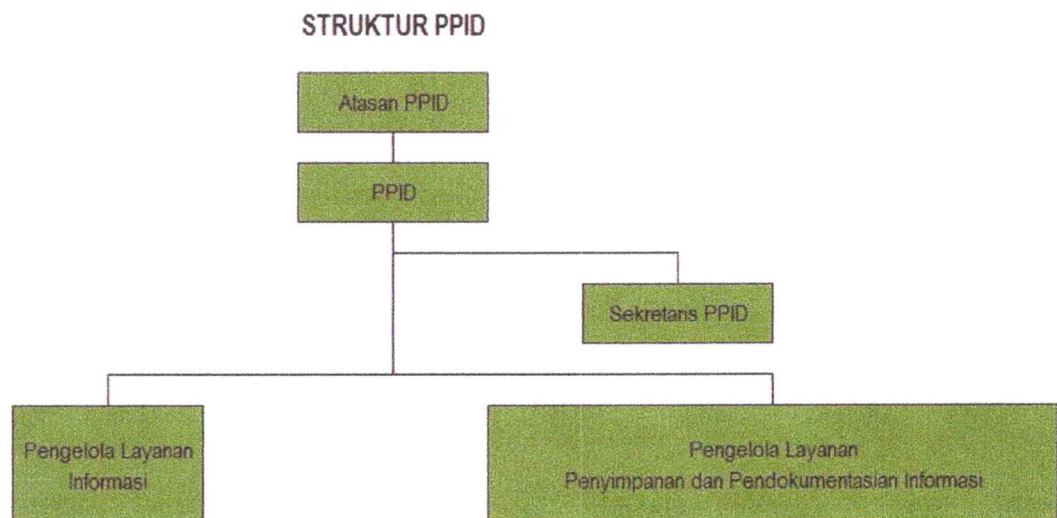 STRUKTUR PPID
Atasan PPID
PPID
Sekretaris PPID
Pengelola Layanan
Informasi
Pengelola Layanan
Penyimpanan dan Pendokumentasian Informasi